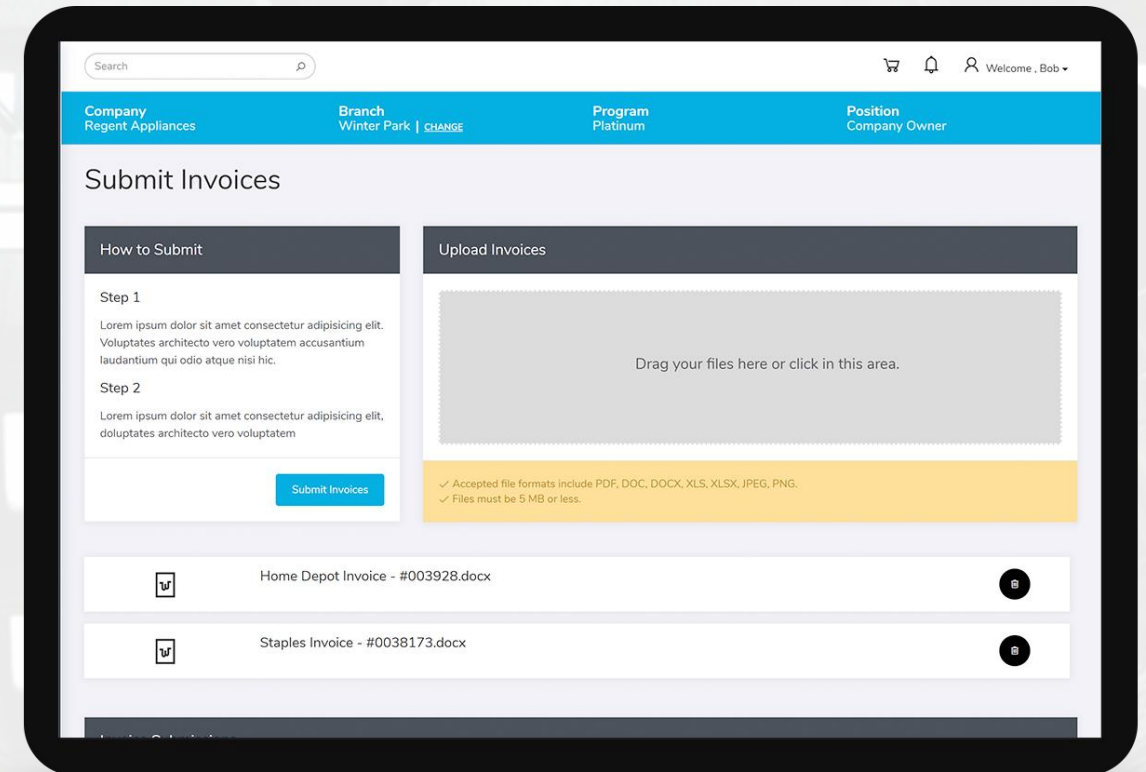 Search
Welcome , Bob
Company
Regent Appliances
Branch
Winter Park | CHANGE
Program
Platinum
Position
Company Owner
Submit Invoices
How to Submit
Step 1
Lorem ipsum dolor sit amet consectetur adipisicing elit.
Voluptates architecto vero voluptatem accusantium
laudantium qui odio atque nisi hic.
Step 2
Lorem ipsum dolor sit amet consectetur adipisicing elit,
doluptates architecto vero voluptatem
Submit Invoices
Upload Invoices
Drag your files here or click in this area.
Accepted file formats include PDF, DOC, DOCX, XLS, XLSX, JPEG, PNG.
Files must be 5 MB or less.
Home Depot Invoice - #003928.docx
Staples Invoice - #0038173.docx